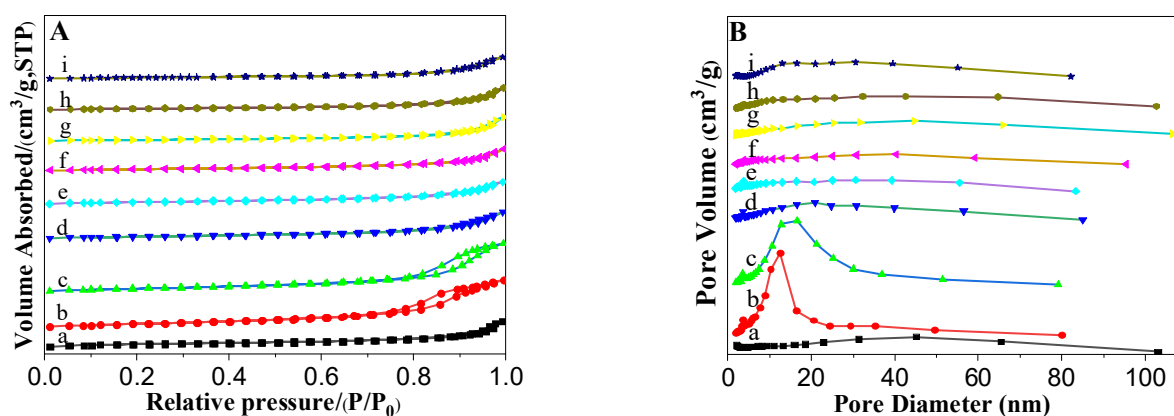 A
Volume Absorbed/(cm³/g,STP)
i
h
g
f
e
d
c
b
a
0.0 0.2 0.4 0.6 0.8 1.0
Relative pressure/(P/P₀)
B
Pore Volume (cm³/g)
i
h
g
f
e
d
c
b
a
0 20 40 60 80 100
Pore Diameter (nm)